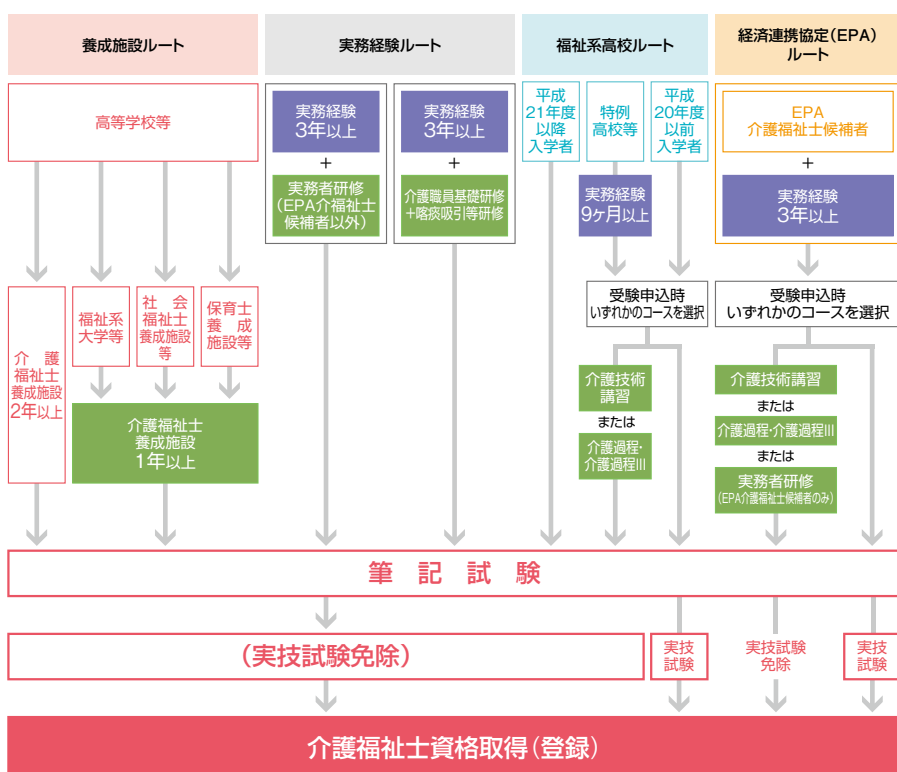 養成施設ルート
実務経験ルート
福祉系高校ルート
経済連携協定(EPA)
ルート
高等学校等
実務経験
3年以上
+
実務者研修
(EPA介福祉士
候補者以外)
実務経験
3年以上
+
介護職員基礎研修
+喀痰吸引等研修
平成
21年度
以降
入学者
特例
高校等
平成
20年度
以前
入学者
実務経験
9ヶ月以上
EPA
介護福祉士候補者
+
実務経験
3年以上
介護
福祉士
養成施設
2年以上
福祉系
大学等
社会
福祉士
養成施設
等
保育士
養成
施設等
介護福祉士
養成施設
1年以上
受験申込時
いずれかのコースを選択
介護技術
講習
または
介護過程・
介護過程III
受験申込時
いずれかのコースを選択
介護技術講習
または
介護過程・介護過程III
または
実務者研修
(EPA介護福祉士候補者のみ)
筆記試験
(実技試験免除)
実技
試験
実技試験
免除
実技
試験
介護福祉士資格取得(登録)